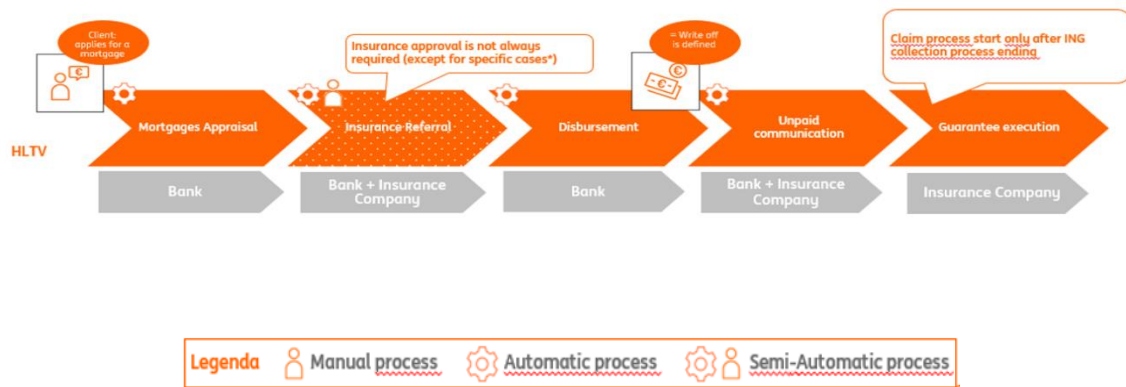 Client:
applies for a
mortgage
Insurance approval is not always
required (except for specific cases*)
= Write off
is defined
Claim process start only after ING
collection process ending
HLTV
Mortgages Appraisal
Insurance Referral
Disbursement
Unpaid
communication
Guarantee execution
Bank
Bank + Insurance
Company
Bank
Bank + Insurance
Company
Insurance Company
Legenda
Manual process
Automatic process
Semi-Automatic process